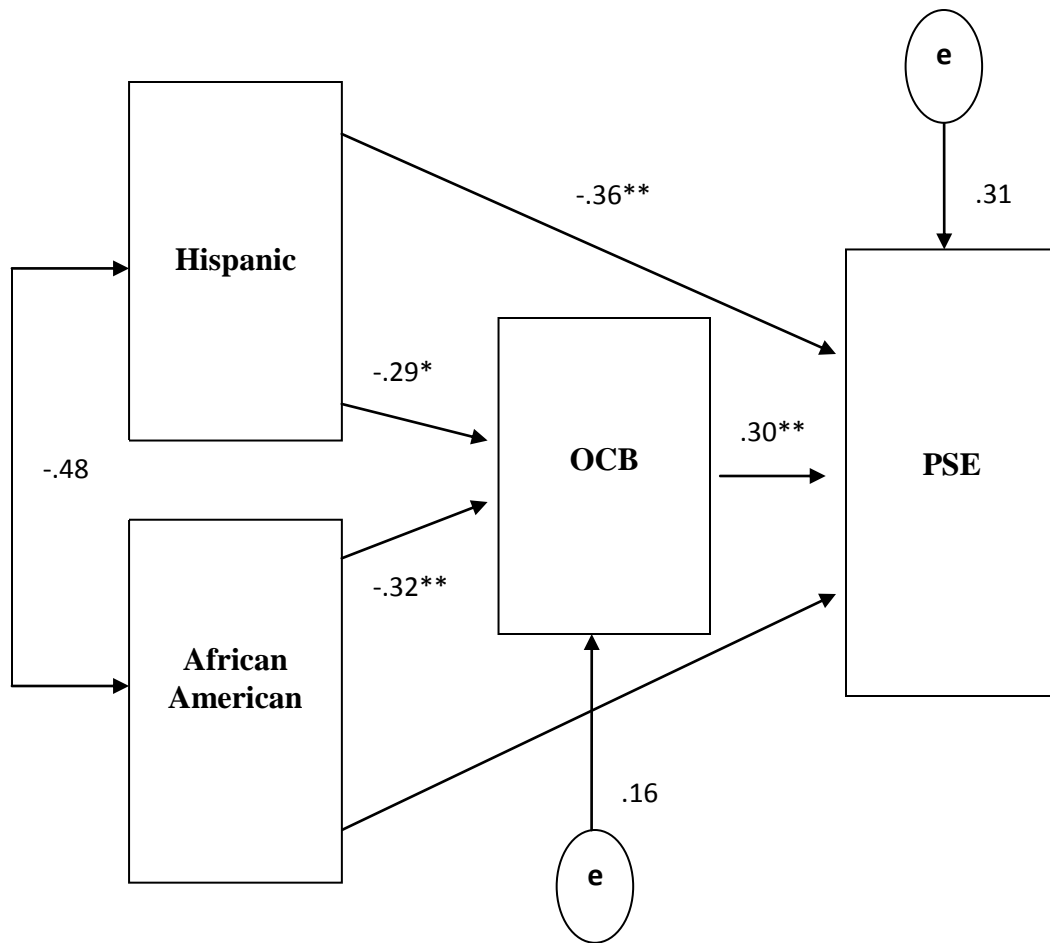 e
-.36**
.31
Hispanic
-.29*
.30**
OCB
PSE
-.48
-.32**
African
American
.16
e